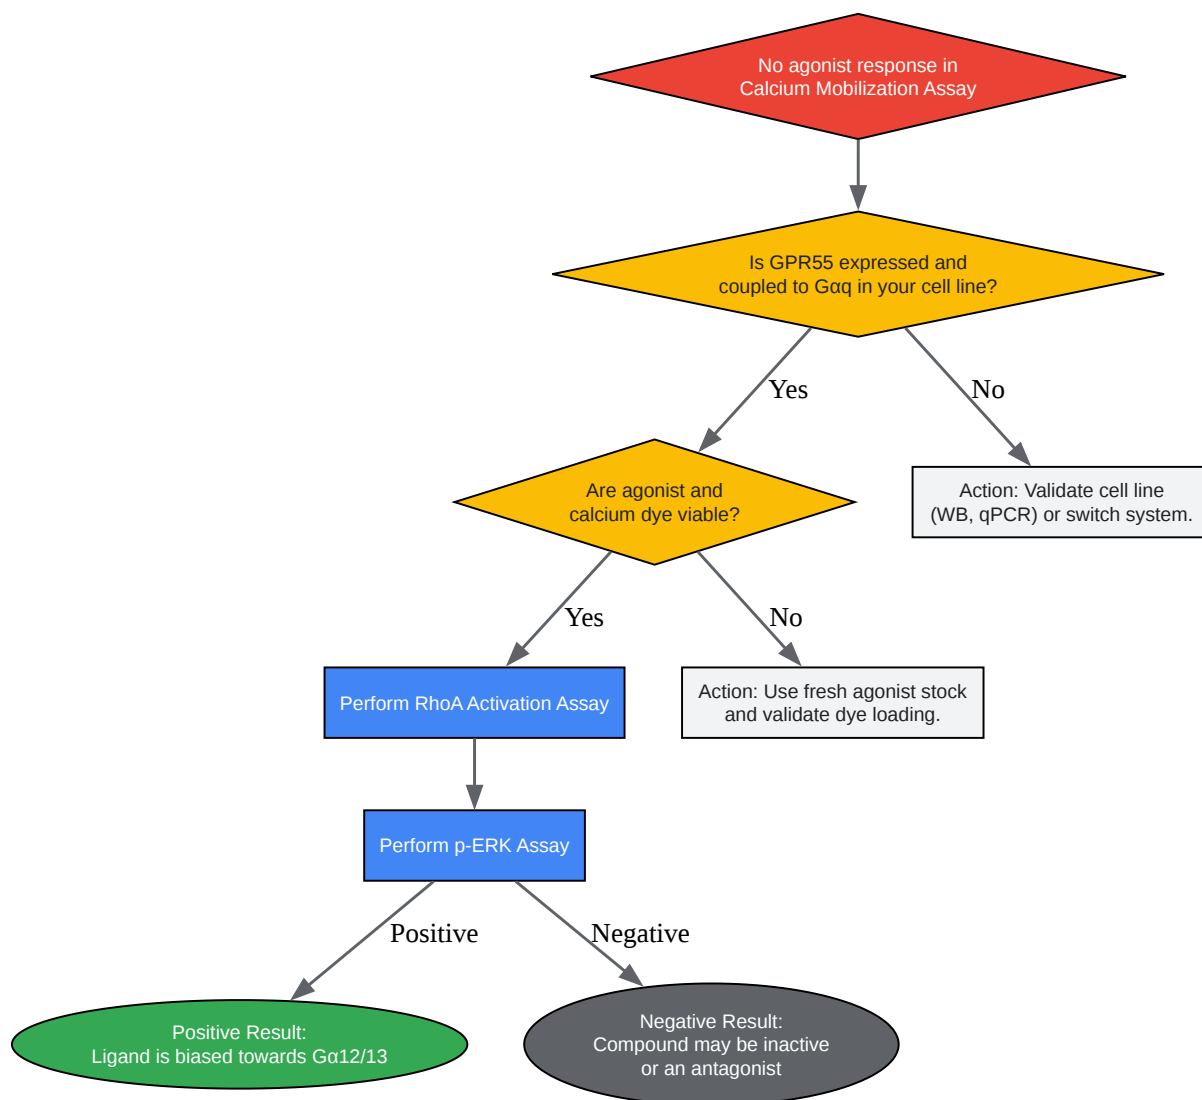 No agonist response in
Calcium Mobilization Assay
Is GPR55 expressed and
coupled to Gαq in your cell line?
Yes
No
Are agonist and
calcium dye viable?
Action: Validate cell line
(WB, qPCR) or switch system.
Yes
No
Perform RhoA Activation Assay
Action: Use fresh agonist stock
and validate dye loading.
Perform p-ERK Assay
Positive
Negative
Positive Result:
Ligand is biased towards Gα12/13
Negative Result:
Compound may be inactive
or an antagonist